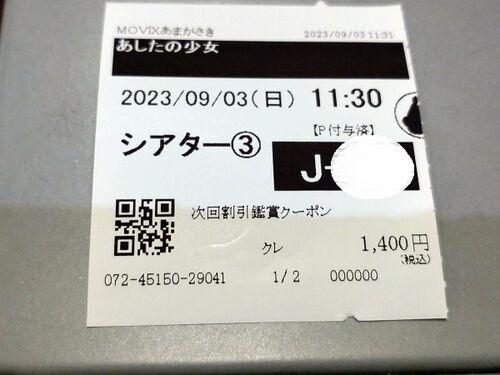 MOVIXあまがさき 2023/09/03 11:31
あしたの少女
2023/09/03(日) 11:30
【P付与済】
シアター③ J-
次回割引鑑賞クーポン
クレ 1,400円
(税込)
072-45150-29041 1/2 000000